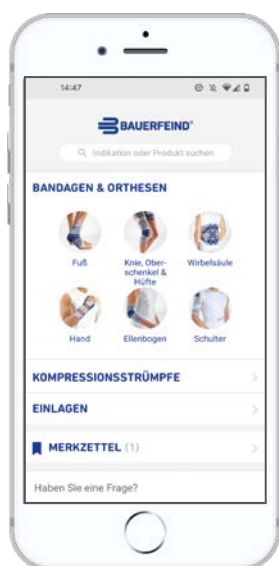 14:47
BAUERFEIND®
Indikation oder Produkt suchen
BANDAGEN & ORTHESEN
Fuß
Knie, Ober-
schenkel &
Hüfte
Wirbelsäule
Hand
Ellenbogen
Schulter
KOMPRESSIONSSTRÜMPFE
EINLAGEN
MERKZETTEL (1)
Haben Sie eine Frage?